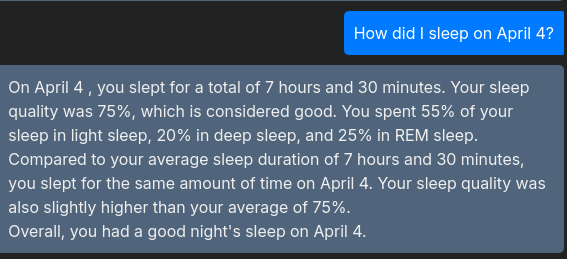 How did I sleep on April 4?
On April 4 , you slept for a total of 7 hours and 30 minutes. Your sleep
quality was 75%, which is considered good. You spent 55% of your
sleep in light sleep, 20% in deep sleep, and 25% in REM sleep.
Compared to your average sleep duration of 7 hours and 30 minutes,
you slept for the same amount of time on April 4. Your sleep quality was
also slightly higher than your average of 75%.
Overall, you had a good night's sleep on April 4.